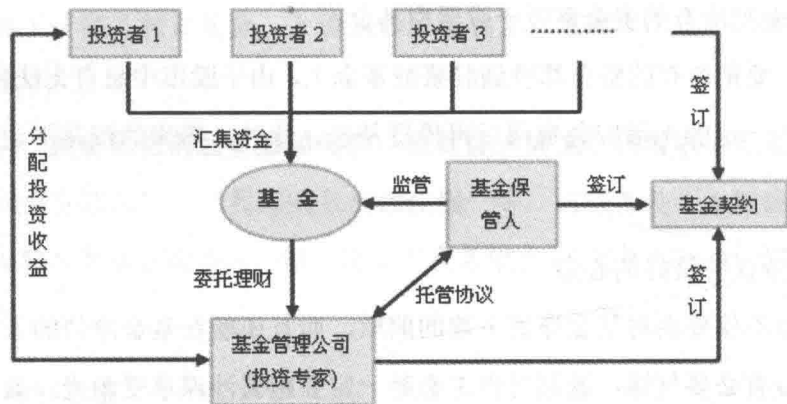 投资者 1
投资者 2
投资者 3
………………
签订
分配投资收益
汇集资金
基 金
监管
基金保
管人
签订
基金契约
委托理财
托管协议
签订
基金管理公司
(投资专家)